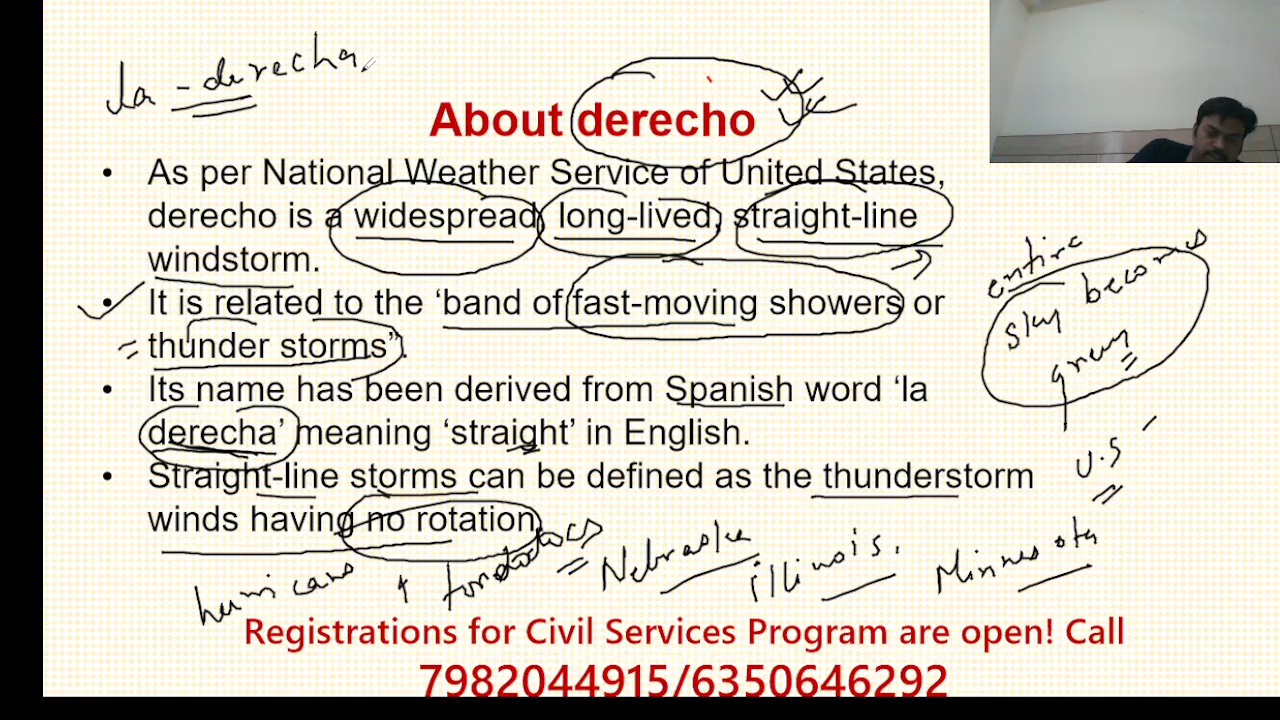 la - derecha
About derecho
• As per National Weather Service of United States,
derecho is a widespread, long-lived, straight-line
windstorm.
• It is related to the ‘band of fast-moving showers or
thunder storms”.
• Its name has been derived from Spanish word ‘la
derecha’ meaning ‘straight’ in English.
• Straight-line storms can be defined as the thunderstorm
winds having no rotation.
entire
sky becomes
grey
U.S
Nebraska illinois. Minnesota
Registrations for Civil Services Program are open! Call
7982044915/6350646292